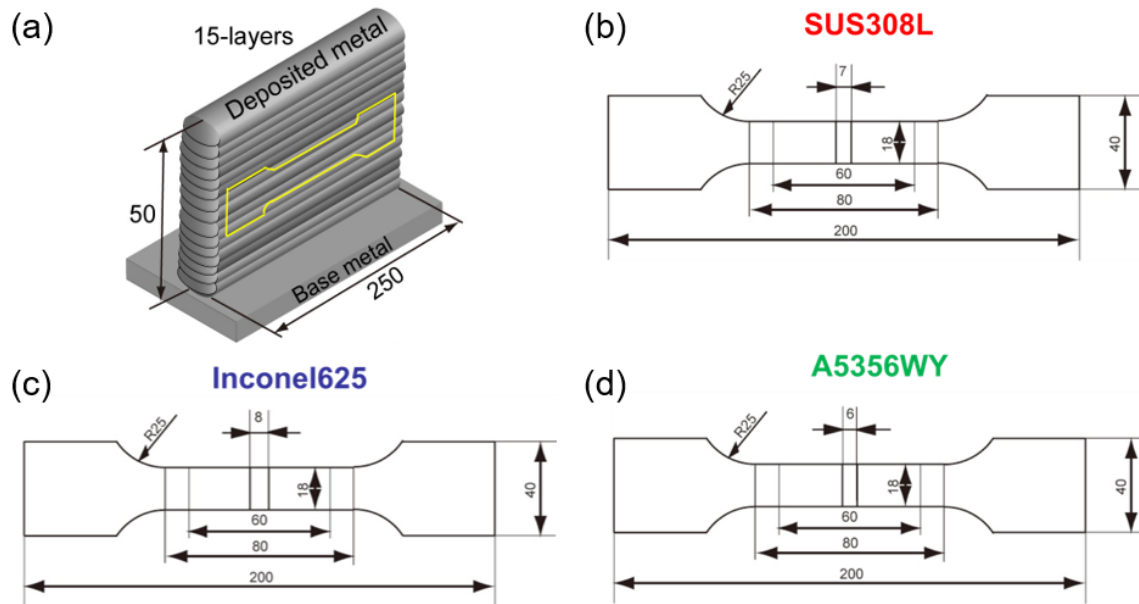 (a)
15-layers
Deposited metal
50
Base metal
250
(b)
SUS308L
R25
7
18
40
60
80
200
(c)
Inconel625
R25
8
18
40
60
80
200
(d)
A5356WY
R25
6
18
40
60
80
200